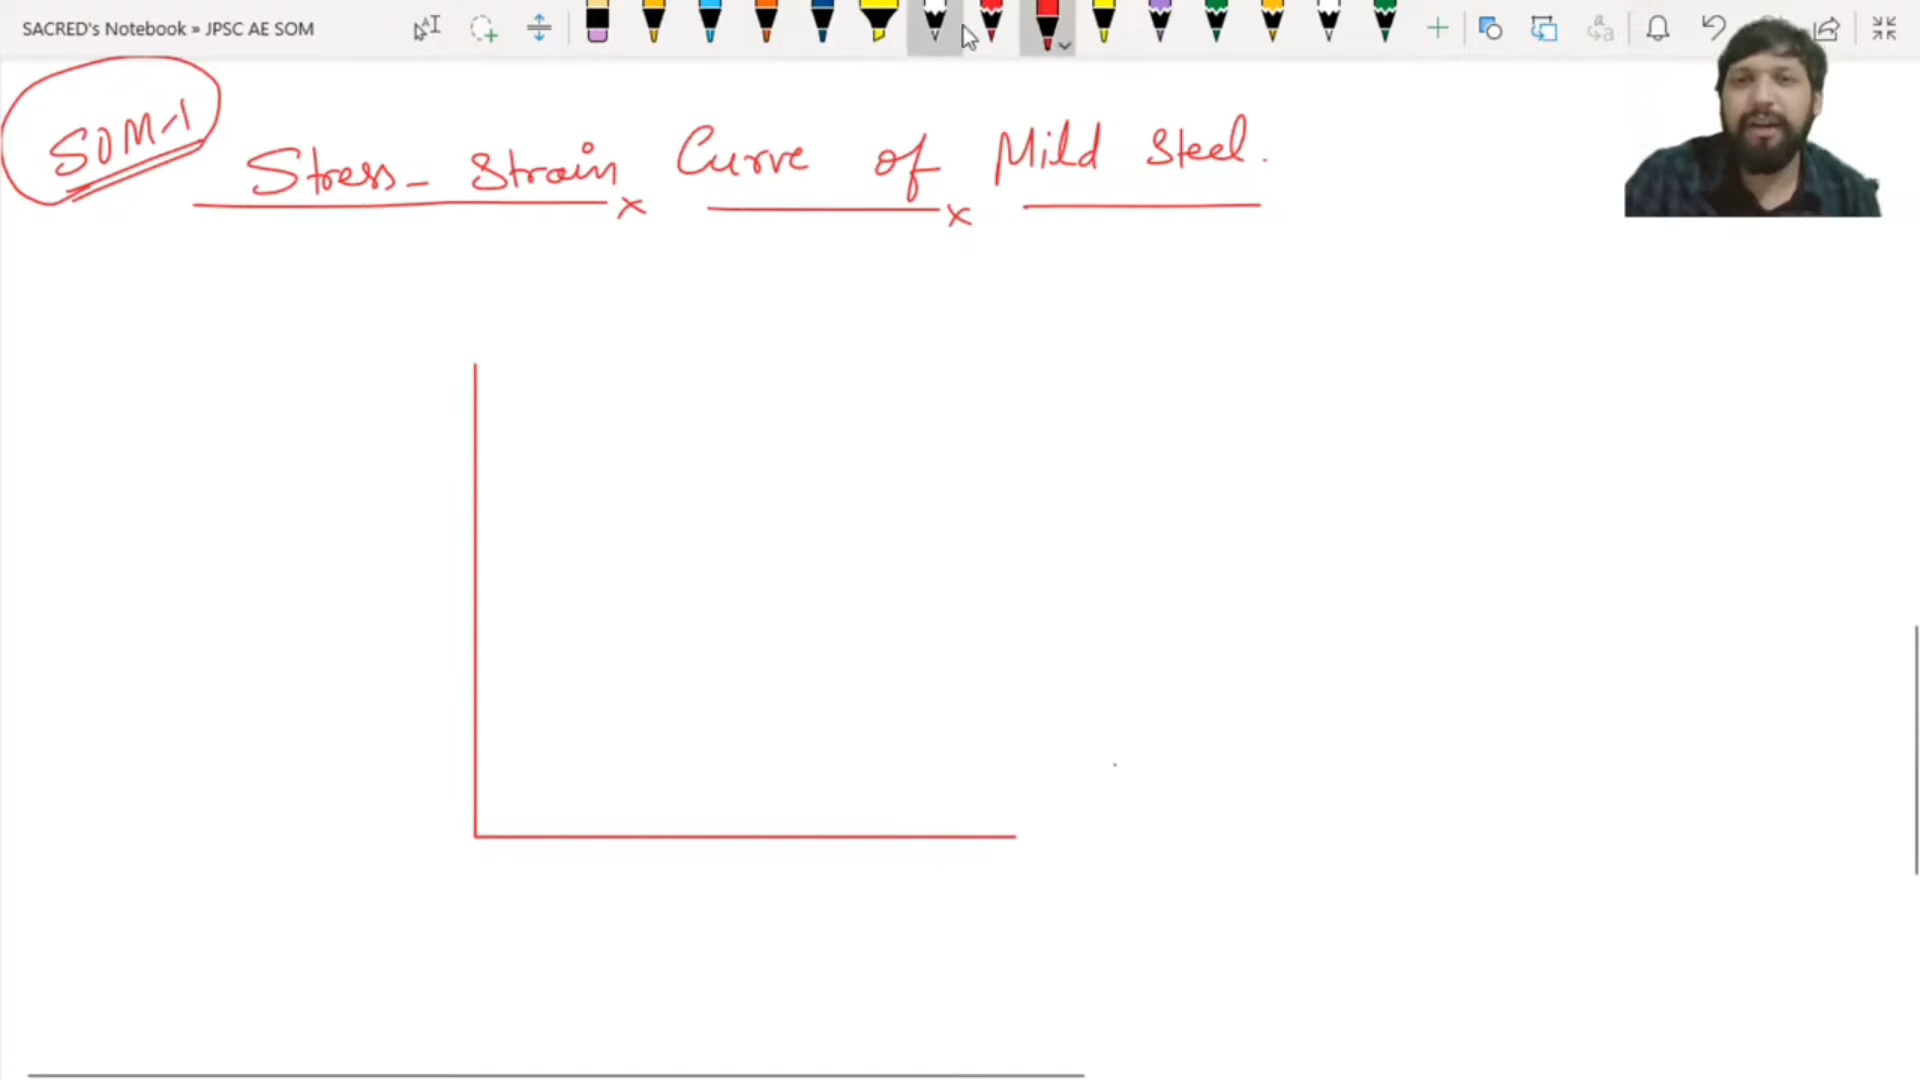 SACRED's Notebook » JPSC AE SOM
SOM-1
Stress - Strain Curve of Mild Steel.